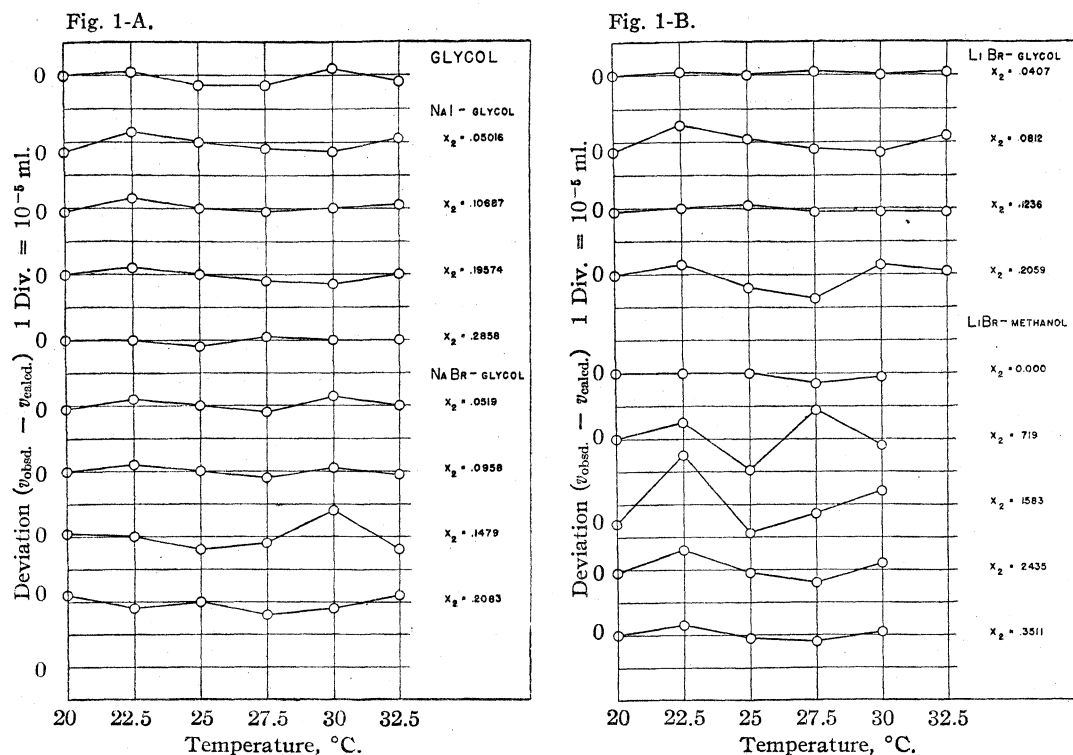 Fig. 1-A.
Deviation (v obsd. − v calcd.) 1 Div. = 10⁻⁵ ml.
GLYCOL
0
NaI-GLYCOL
0
X₂ = .05016
0
X₂ = .10687
0
X₂ = .19574
0
X₂ = .2858
NaBr-GLYCOL
0
X₂ = .0519
0
X₂ = .0958
0
X₂ = .1479
0
X₂ = .2083
0
20 22.5 25 27.5 30 32.5
Temperature, °C.
Fig. 1-B.
Deviation (v obsd. − v calcd.) 1 Div. = 10⁻⁵ ml.
LiBr-GLYCOL
0
X₂ = .0407
0
X₂ = .0812
0
X₂ = .1236
0
X₂ = .2059
LiBr-METHANOL
0
X₂ = 0.000
0
X₂ = 719
0
X₂ = .1583
0
X₂ = 2435
0
X₂ = .3511
20 22.5 25 27.5 30 32.5
Temperature, °C.